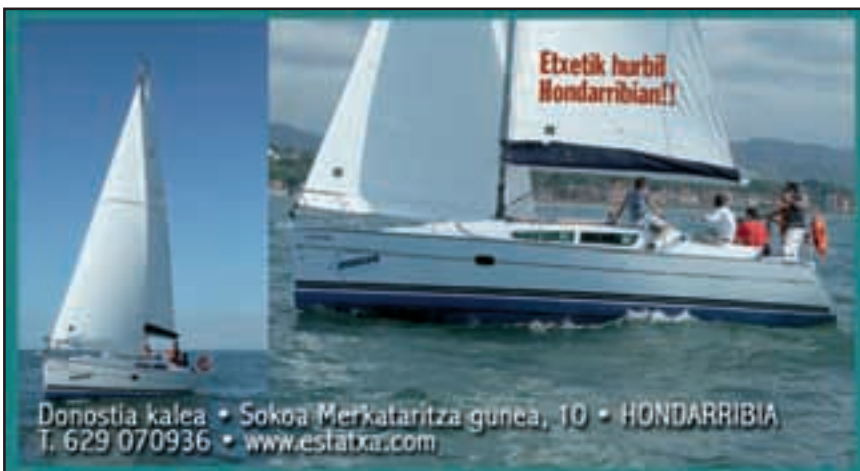 Etxetik hurbil
Hondarribian!!
Donostia kalea • Sokoa Merkataritza gunea, 10 • HONDARRIBIA
T. 629 070936 • www.estatxa.com